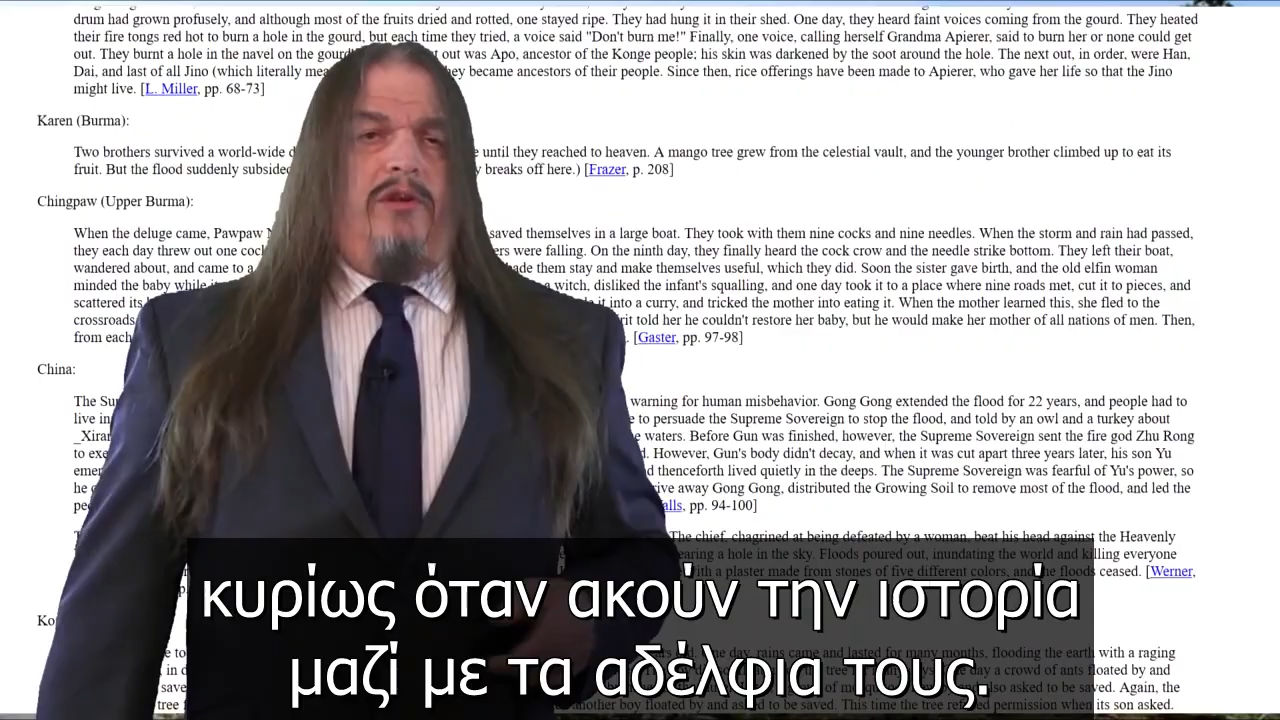 drum had grown profusely, and although most of the fruits dried and rotted, one stayed ripe. They had hung it in their shed. One day, they heard faint voices coming from the gourd. They heated
their fire tongs red hot to burn a hole in the gourd, but each time they tried, a voice said "Don't burn me!" Finally, one voice, calling herself Grandma Apierer, said to burn her or none could get
out. They burnt a hole in the navel on the gourd out was Apo, ancestor of the Konge people; his skin was darkened by the soot around the hole. The next out, in order, were Han,
Dai, and last of all Jino (which literally they became ancestors of their people. Since then, rice offerings have been made to Apierer, who gave her life so that the Jino
might live. [L. Miller, pp. 68-73]
Karen (Burma):
Two brothers survived a world-wide until they reached to heaven. A mango tree grew from the celestial vault, and the younger brother climbed up to eat its
fruit. But the flood suddenly subsided breaks off here.) [Frazer, p. 208]
Chingpaw (Upper Burma):
When the deluge came, Pawpaw saved themselves in a large boat. They took with them nine cocks and nine needles. When the storm and rain had passed,
they each day threw out one were falling. On the ninth day, they finally heard the cock crow and the needle strike bottom. They left their boat,
wandered about, and came to a made them stay and make themselves useful, which they did. Soon the sister gave birth, and the old elfin woman
minded the baby while a witch, disliked the infant's squalling, and one day took it to a place where nine roads met, cut it to pieces, and
scattered its it into a curry, and tricked the mother into eating it. When the mother learned this, she fled to the
crossroads told her he couldn't restore her baby, but he would make her mother of all nations of men. Then,
from each [Gaster, pp. 97-98]
China:
The warning for human misbehavior. Gong Gong extended the flood for 22 years, and people had to
live in to persuade the Supreme Sovereign to stop the flood, and told by an owl and a turkey about
waters. Before Gun was finished, however, the Supreme Sovereign sent the fire god Zhu Rong
to However, Gun's body didn't decay, and when it was cut apart three years later, his son Yu
thenceforth lived quietly in the deeps. The Supreme Sovereign was fearful of Yu's power, so
he away Gong Gong, distributed the Growing Soil to remove most of the flood, and led the
pp. 94-100]
The chief, chagrined at being defeated by a woman, beat his head against the Heavenly
tearing a hole in the sky. Floods poured out, inundating the world and killing everyone
with a plaster made from stones of five different colors, and the floods ceased. [Werner,
One day, rains came and lasted for many months, flooding the earth with a raging
day a crowd of ants floated by and
also asked to be saved. Again, the
another boy floated by and asked to be saved. This time the tree refused permission when its son asked.
κυρίως όταν ακούν την ιστορία
μαζί με τα αδέλφια τους.